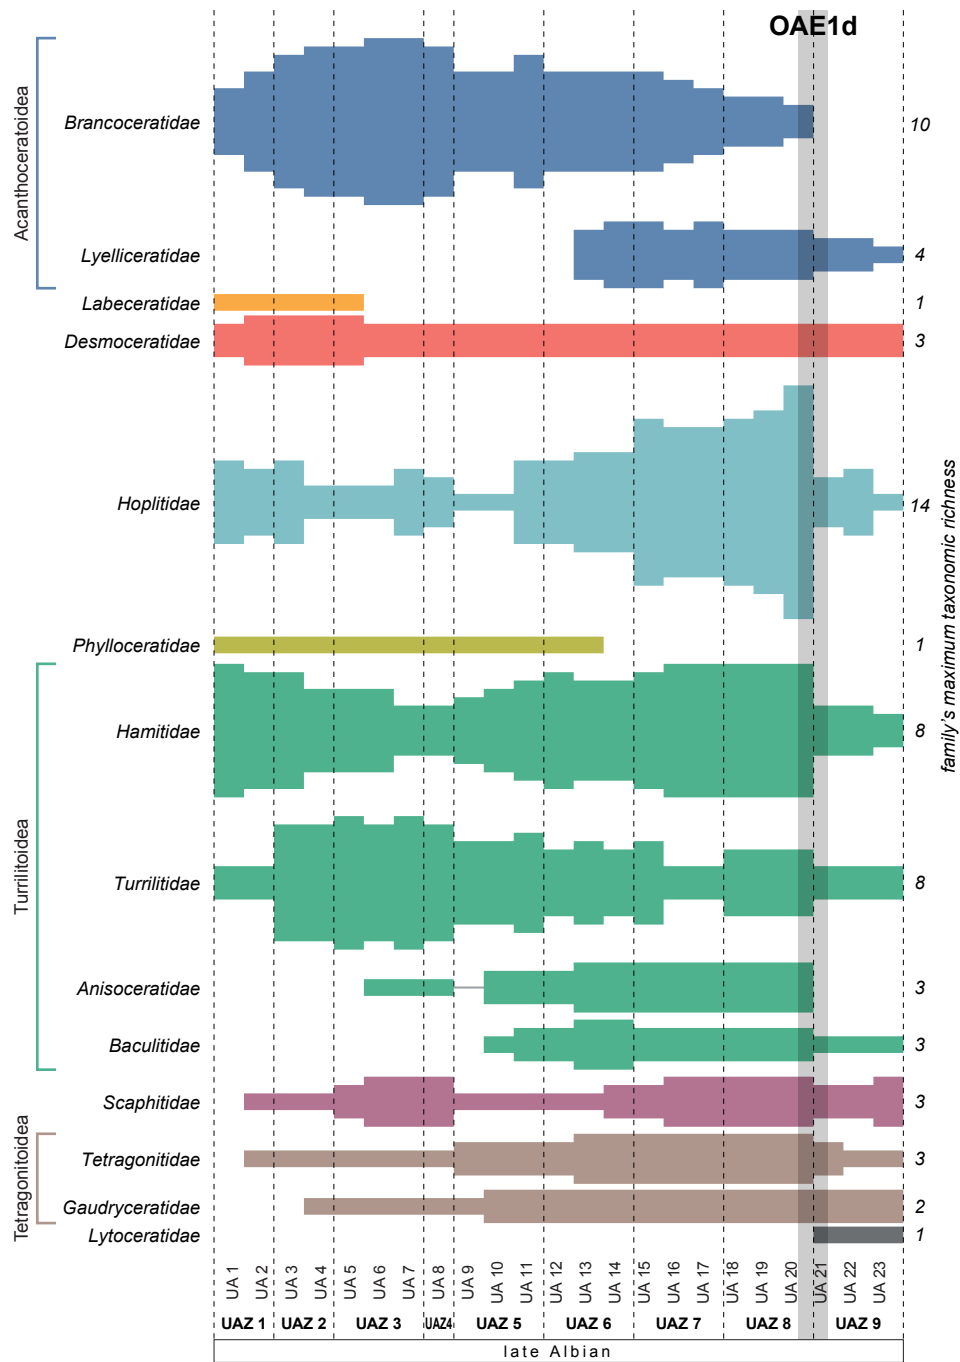 OAE1d
Acanthoceratoidea
Brancoceratidae
10
Lyelliceratidae
4
Labeceratidae
1
Desmoceratidae
3
Hoplitidae
14
family's maximum taxonomic richness
Phylloceratidae
1
Turrilitoidea
Hamitidae
8
Turrilitidae
8
Anisoceratidae
3
Baculitidae
3
Scaphitidae
3
Tetragonitoidea
Tetragonitidae
3
Gaudryceratidae
2
Lytoceratidae
1
UA 1 UA 2 UA 3 UA 4 UA 5 UA 6 UA 7 UA 8 UA 9 UA 10 UA 11 UA 12 UA 13 UA 14 UA 15 UA 16 UA 17 UA 18 UA 19 UA 20 UA 21 UA 22 UA 23
UAZ 1 UAZ 2 UAZ 3 UAZ4 UAZ 5 UAZ 6 UAZ 7 UAZ 8 UAZ 9
late Albian